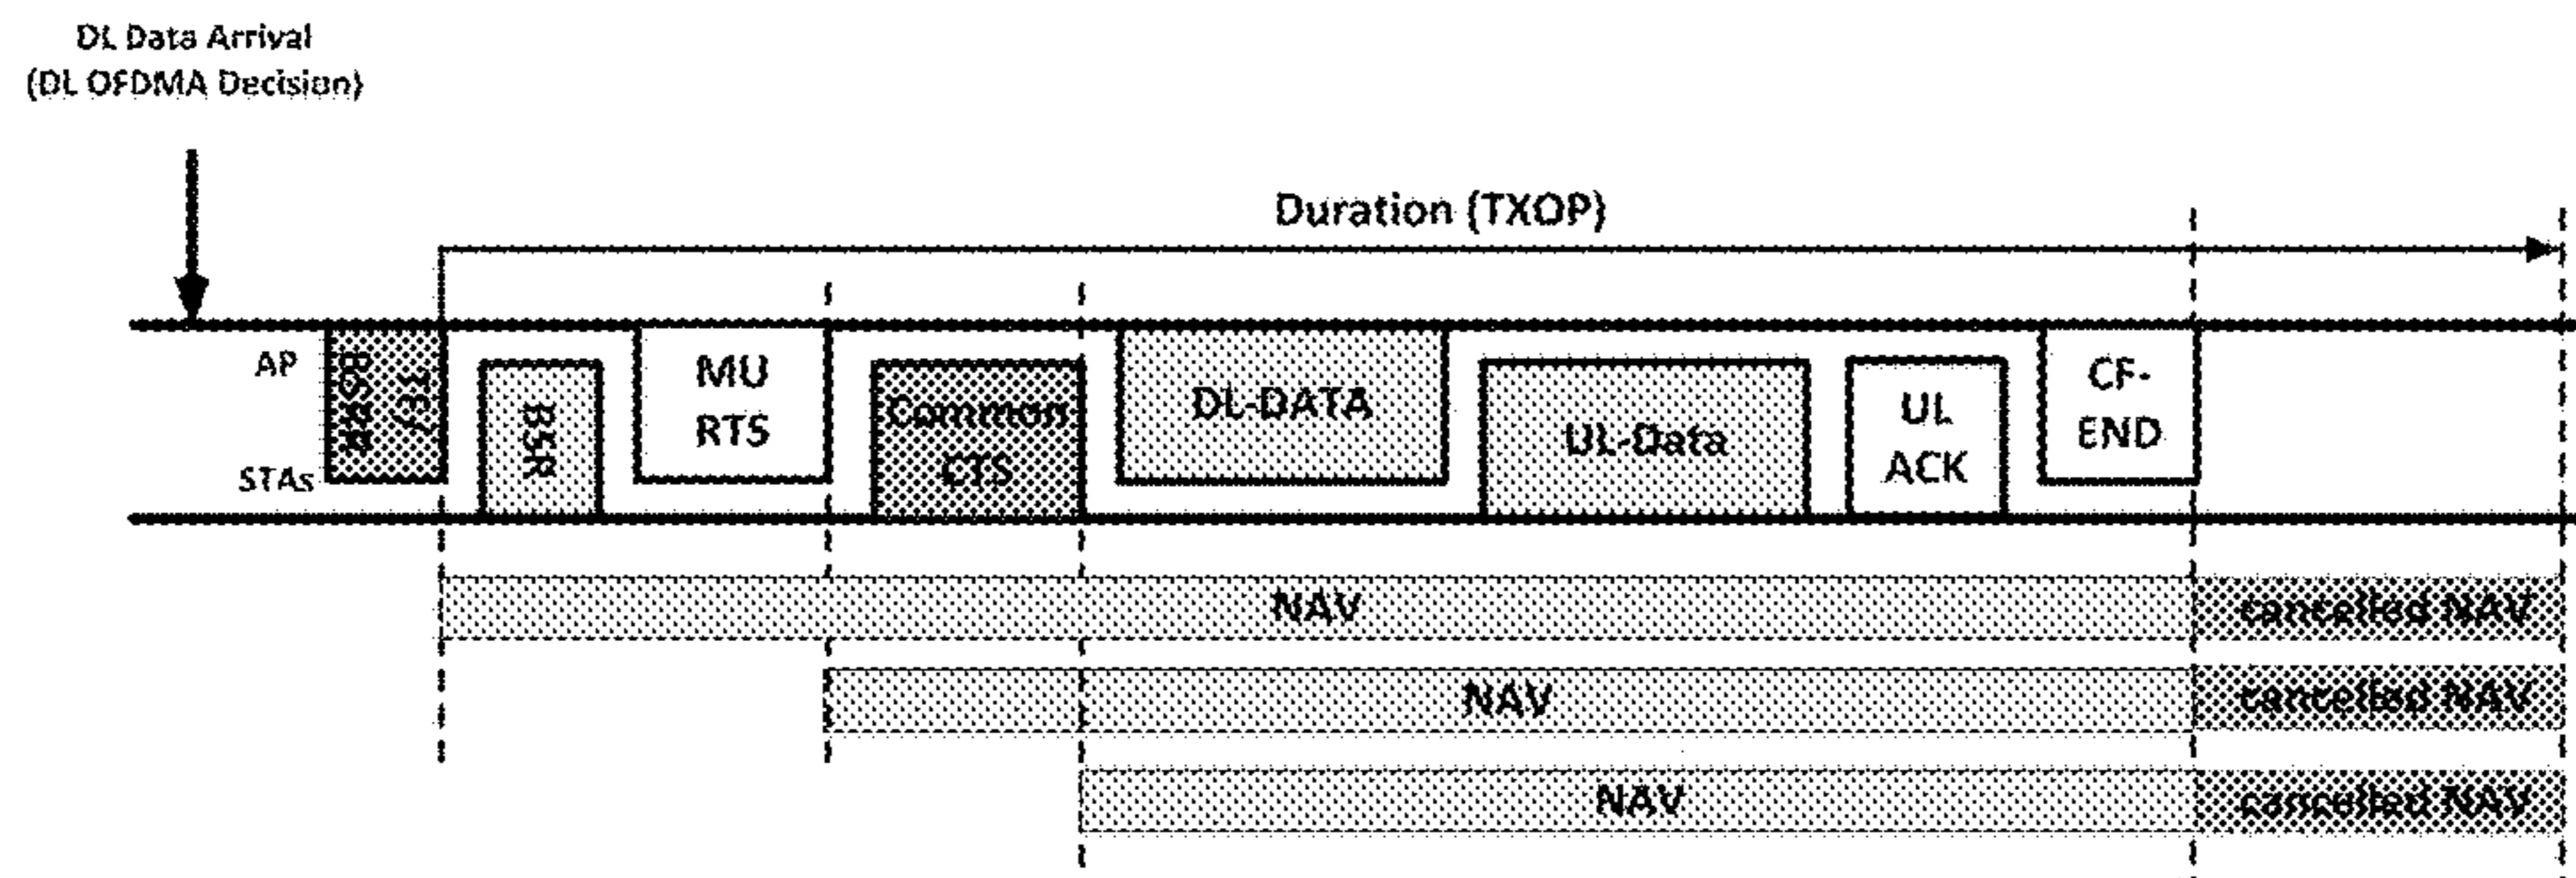 DL Data Arrival
(DL OFDMA Decision)
Duration (TXOP)
AP
STAs
BSR
MU
RTS
Common
CTS
DL-DATA
UL-Data
UL
ACK
CF-
END
NAV
cancelled NAV
NAV
cancelled NAV
NAV
cancelled NAV